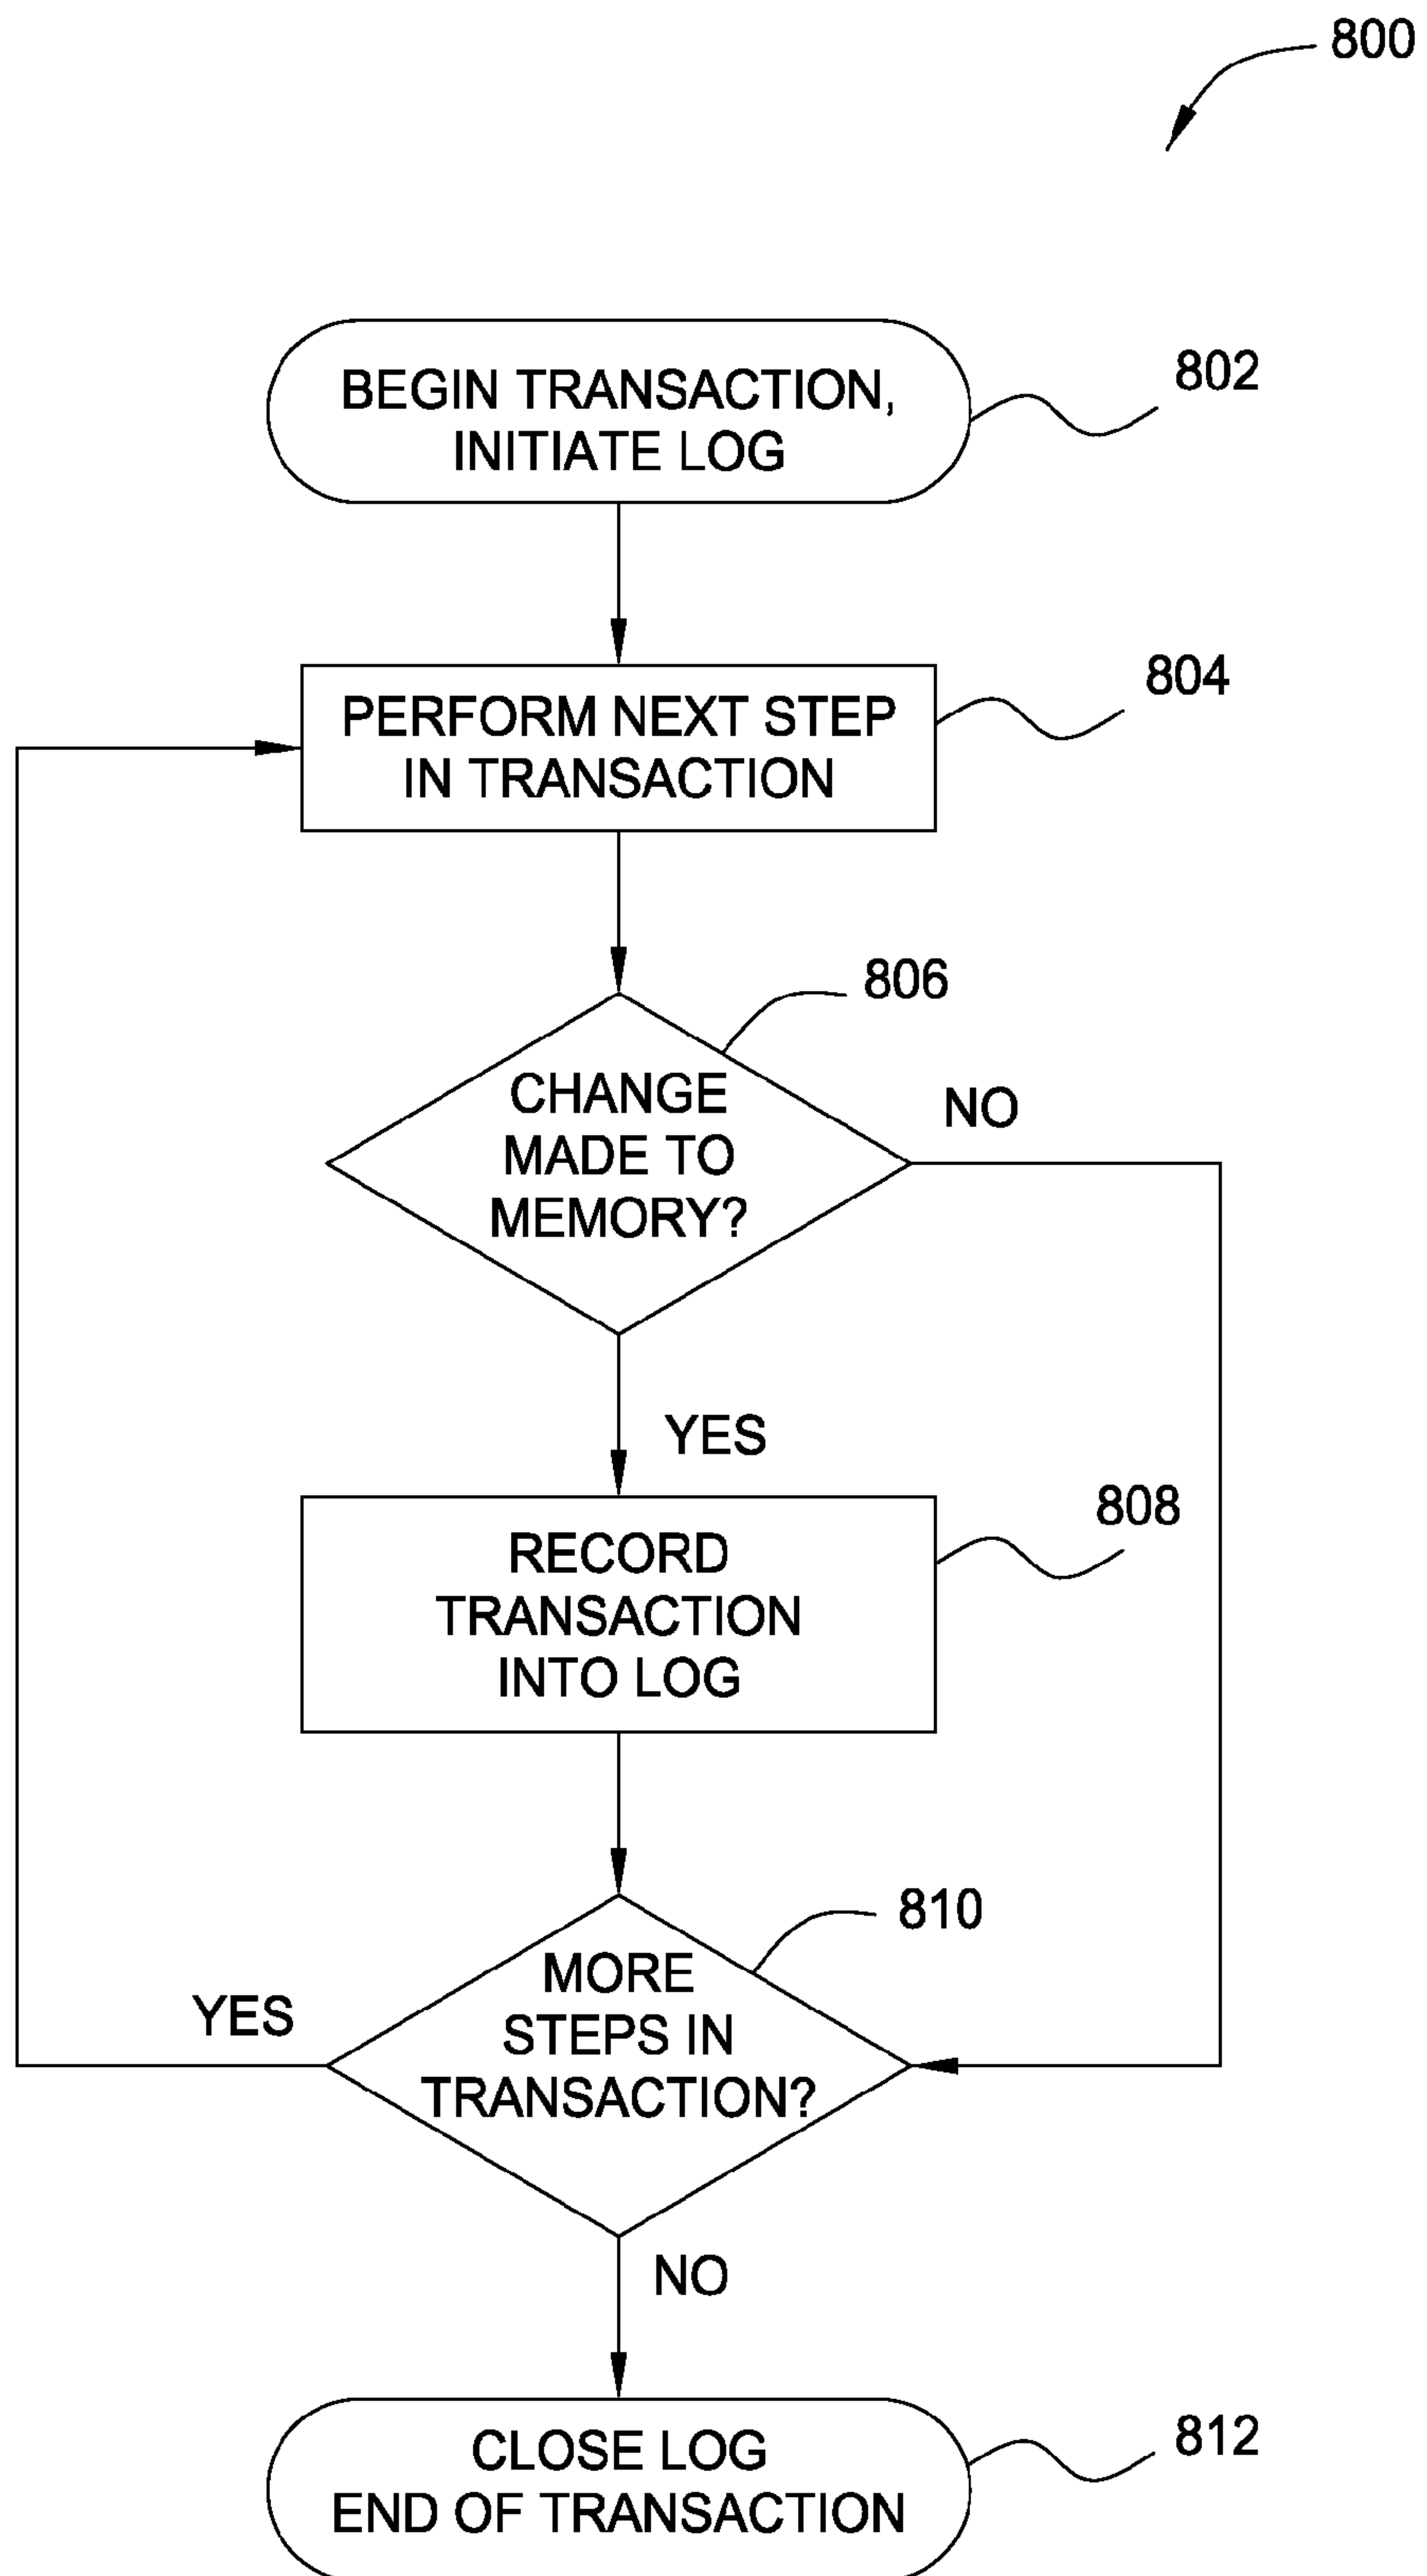 800
BEGIN TRANSACTION,
INITIATE LOG
802
PERFORM NEXT STEP
IN TRANSACTION
804
CHANGE
MADE TO
MEMORY?
806
NO
YES
RECORD
TRANSACTION
INTO LOG
808
MORE
STEPS IN
TRANSACTION?
810
YES
NO
CLOSE LOG
END OF TRANSACTION
812